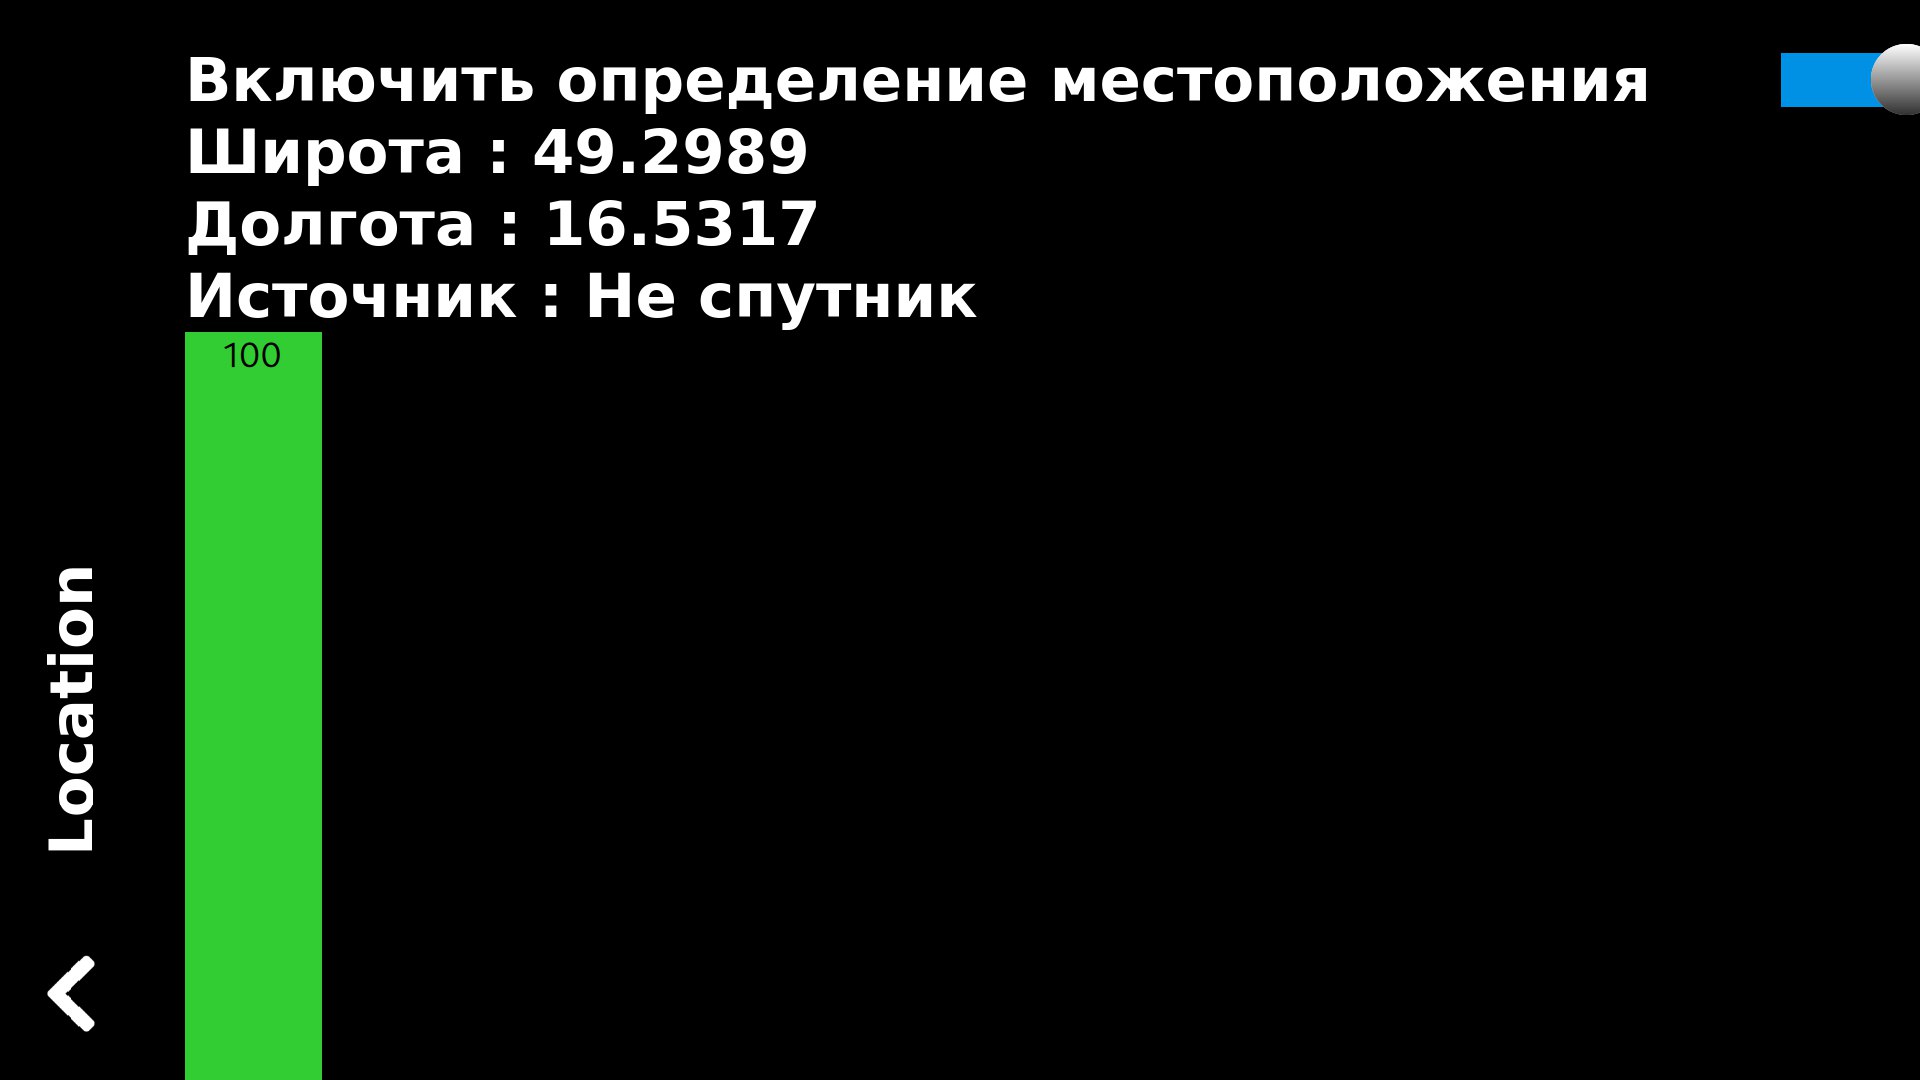 Включить определение местоположения
Широта : 49.2989
Долгота : 16.5317
Источник : Не спутник
100
Location